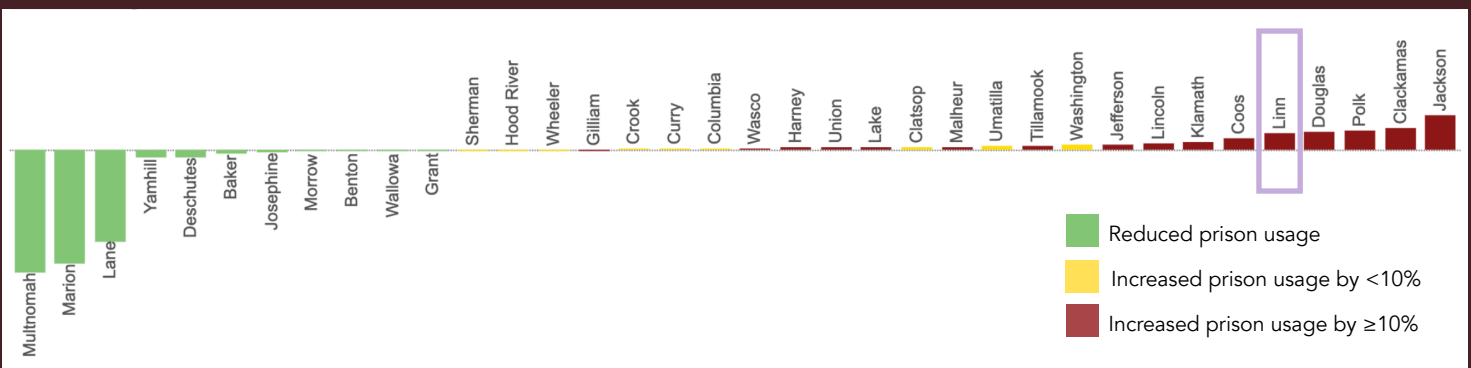 Multnomah
Marion
Lane
Yamhill
Deschutes
Baker
Josephine
Morrow
Benton
Wallowa
Grant
Sherman
Hood River
Wheeler
Gilliam
Crook
Curry
Columbia
Wasco
Harney
Union
Lake
Clatsop
Malheur
Umatilla
Tillamook
Washington
Jefferson
Lincoln
Klamath
Coos
Linn
Douglas
Polk
Clackamas
Jackson
Reduced prison usage
Increased prison usage by <10%
Increased prison usage by ≥10%